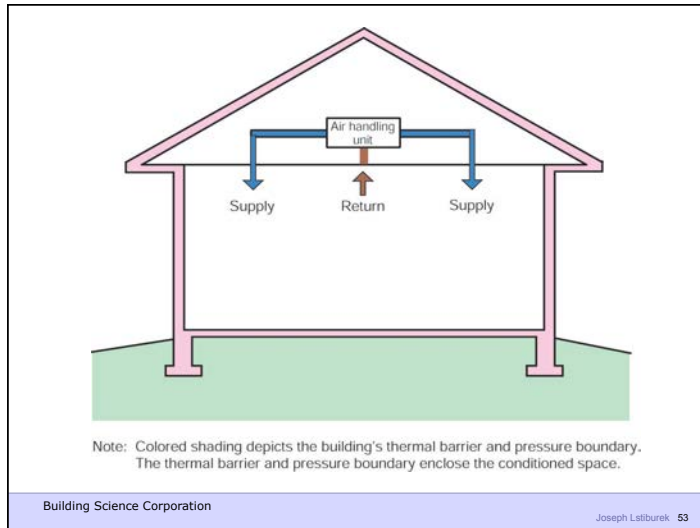 Air handling
unit
Supply
Return
Supply
Note: Colored shading depicts the building's thermal barrier and pressure boundary.
The thermal barrier and pressure boundary enclose the conditioned space.
Building Science Corporation
Joseph Lstiburek 53